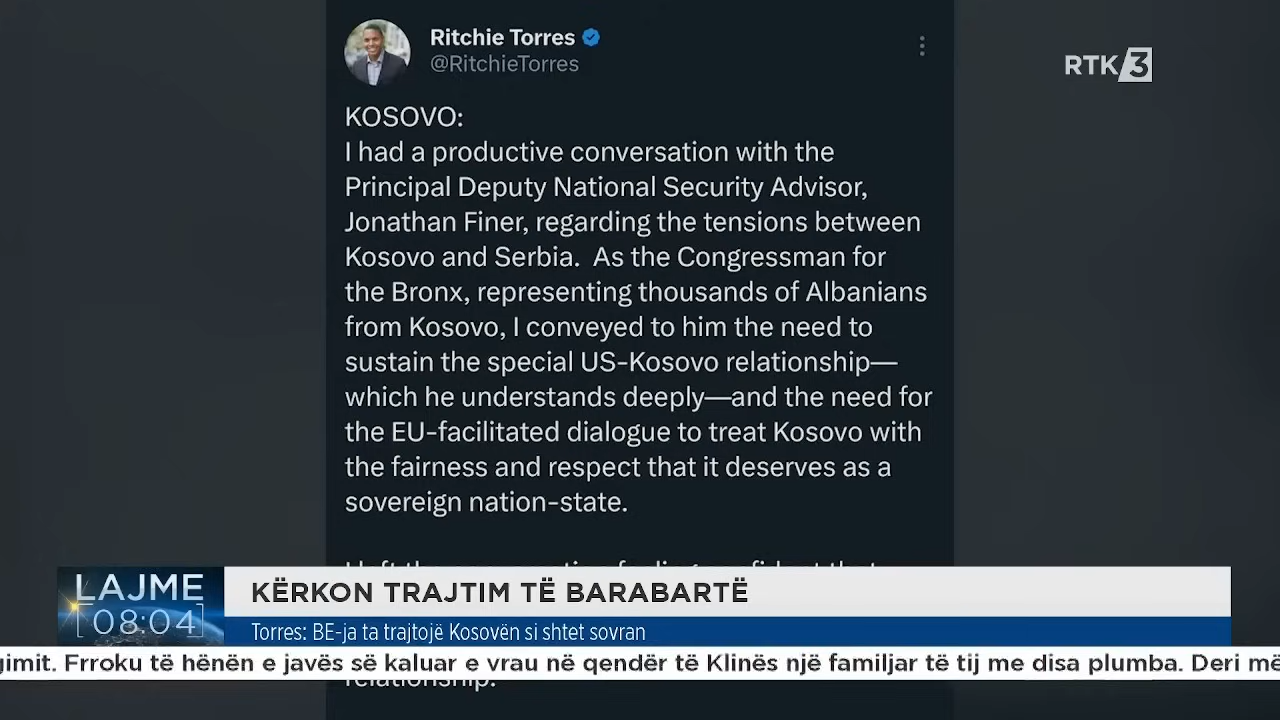 Ritchie Torres
@RitchieTorres
RTK 3
KOSOVO:
I had a productive conversation with the
Principal Deputy National Security Advisor,
Jonathan Finer, regarding the tensions between
Kosovo and Serbia.  As the Congressman for
the Bronx, representing thousands of Albanians
from Kosovo, I conveyed to him the need to
sustain the special US-Kosovo relationship—
which he understands deeply—and the need for
the EU-facilitated dialogue to treat Kosovo with
the fairness and respect that it deserves as a
sovereign nation-state.
LAJME
08:04
KËRKON TRAJTIM TË BARABARTË
Torres: BE-ja ta trajtojë Kosovën si shtet sovran
gimit. Frroku të hënën e javës së kaluar e vrau në qendër të Klinës një familjar të tij me disa plumba. Deri më
relationship.